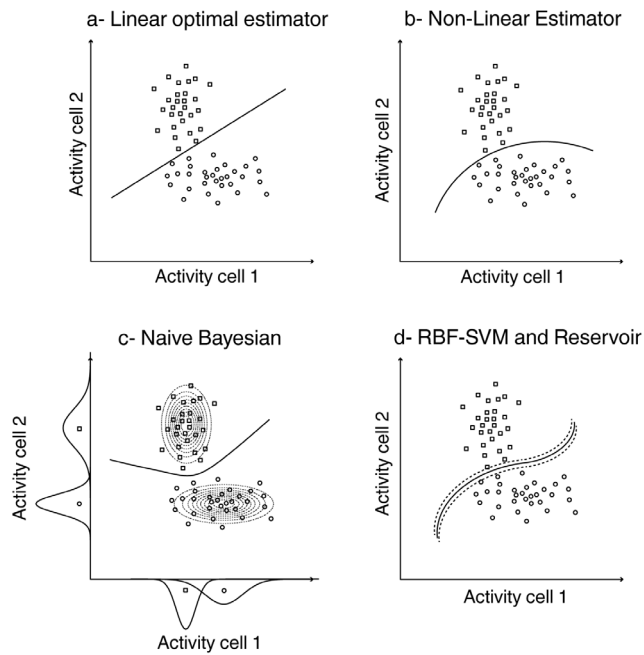 a- Linear optimal estimator
Activity cell 2
Activity cell 1
b- Non-Linear Estimator
Activity cell 2
Activity cell 1
c- Naive Bayesian
Activity cell 2
Activity cell 1
d- RBF-SVM and Reservoir
Activity cell 2
Activity cell 1